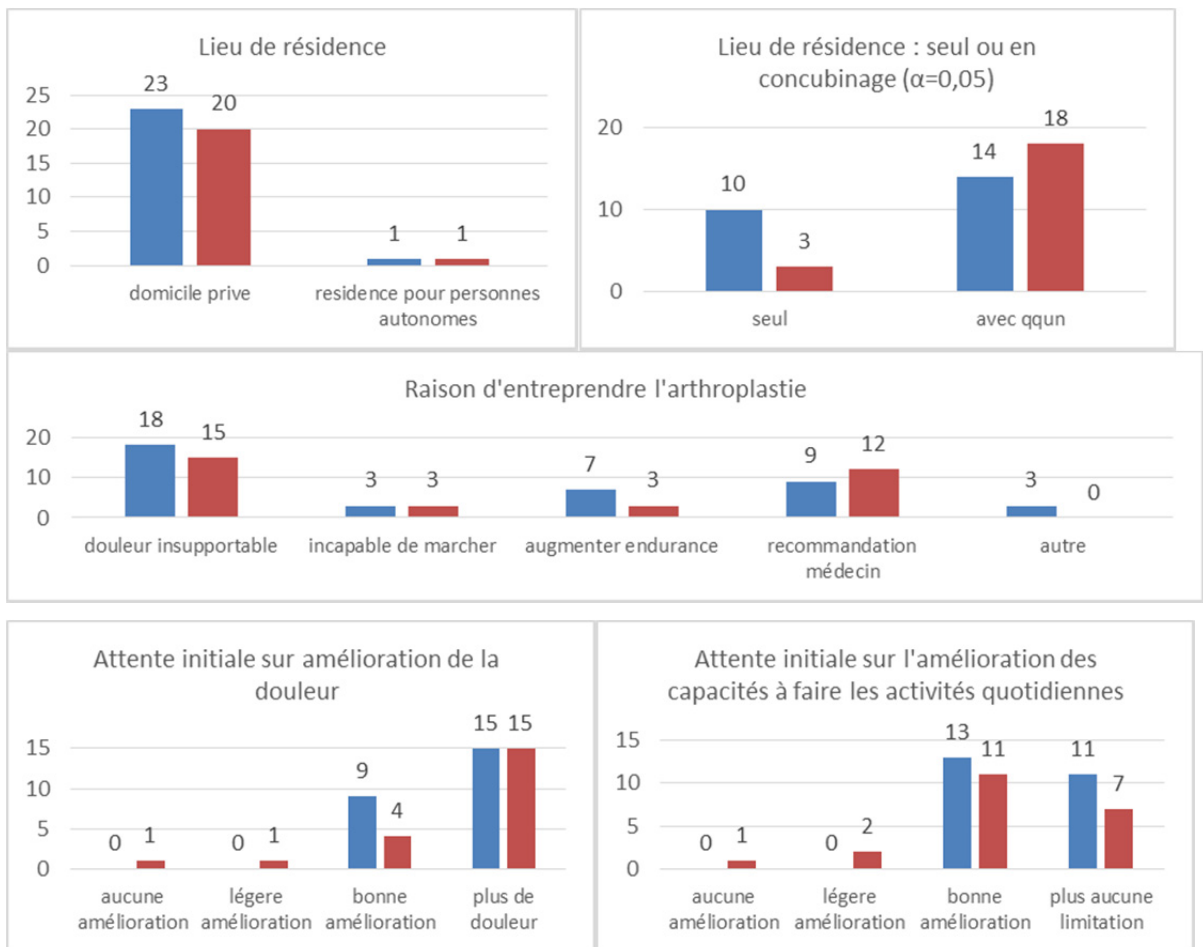 Lieu de résidence
23
20
25
20
15
10
5
0
1
1
domicile prive
residence pour personnes
autonomes
Lieu de résidence : seul ou en
concubinage (α=0,05)
20
10
0
10
3
14
18
seul
avec qqun
Raison d'entreprendre l'arthroplastie
20
10
0
18
15
3
3
7
3
9
12
3
0
douleur insupportable
incapable de marcher
augmenter endurance
recommandation
médecin
autre
Attente initiale sur amélioration de la
douleur
15
10
5
0
0
1
0
1
9
4
15
15
aucune
amélioration
légere
amélioration
bonne
amélioration
plus de
douleur
Attente initiale sur l'amélioration des
capacités à faire les activités quotidiennes
15
10
5
0
0
1
0
2
13
11
11
7
aucune
amélioration
légere
amélioration
bonne
amélioration
plus aucune
limitation